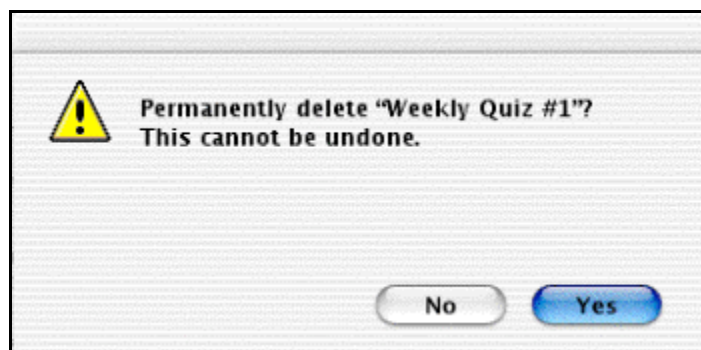 Permanently delete “Weekly Quiz #1”?
This cannot be undone.
No Yes